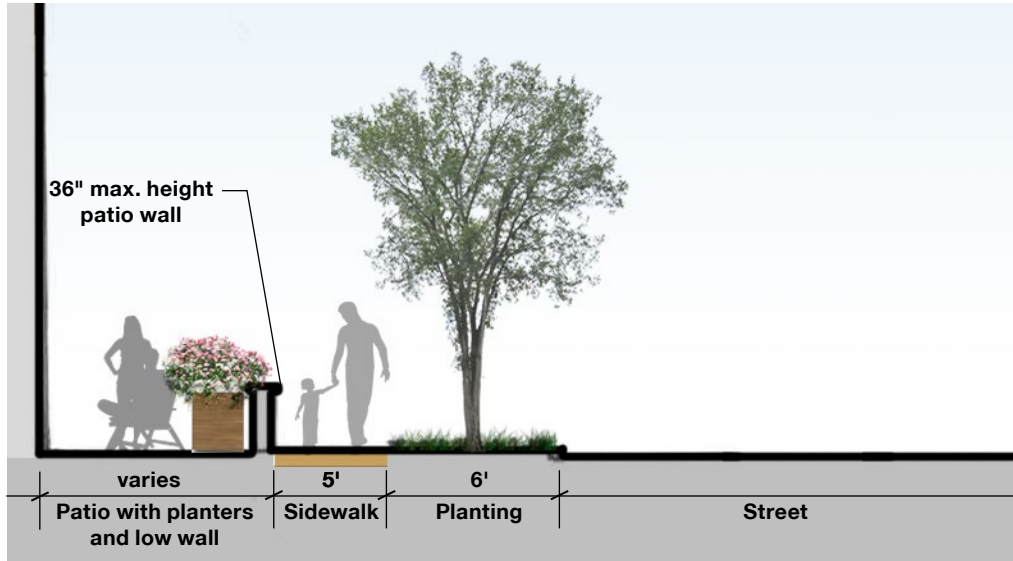 36" max. height
patio wall
varies
5'
6'
Patio with planters
and low wall
Sidewalk
Planting
Street